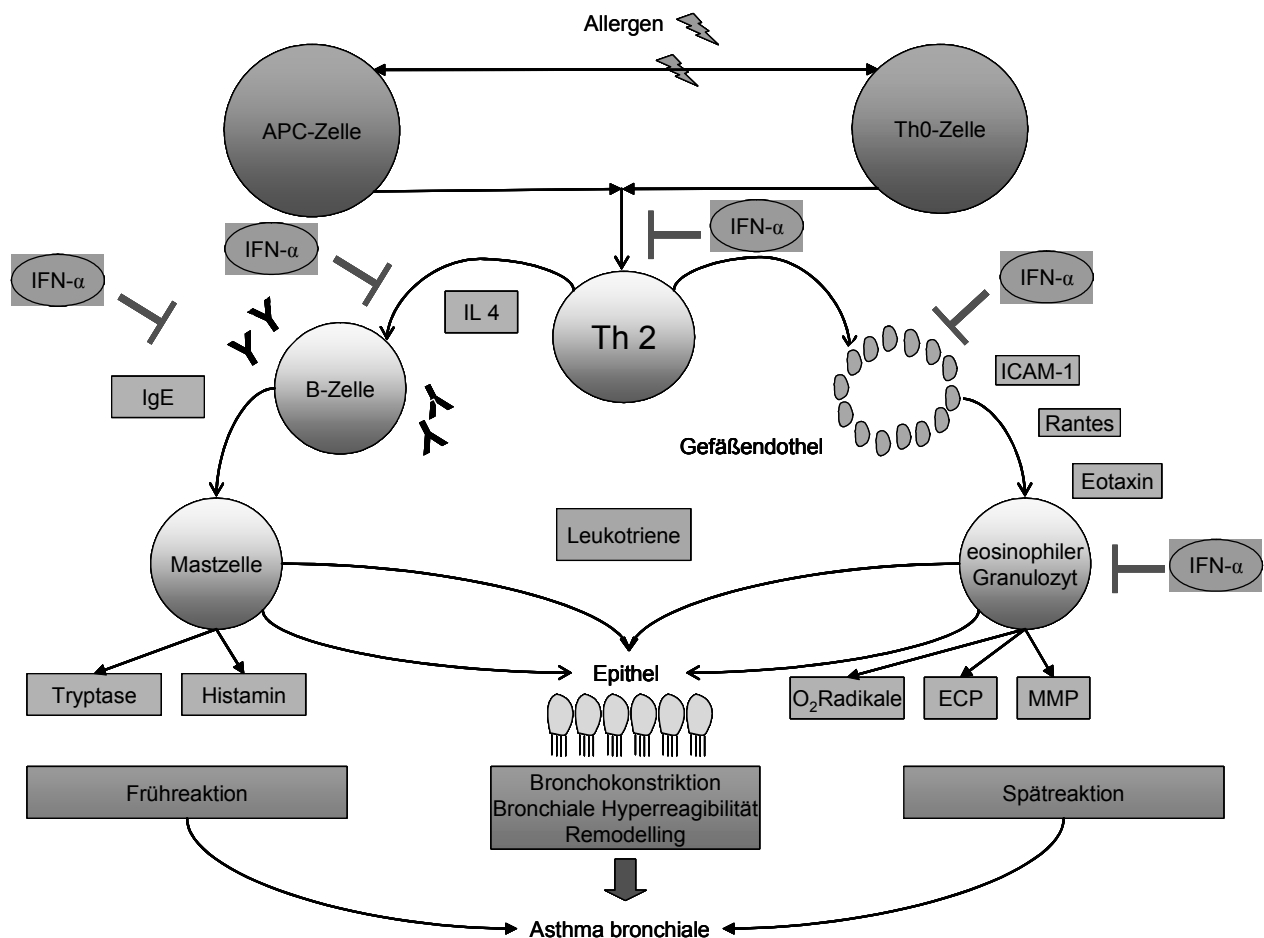 Allergen
APC-Zelle
Th0-Zelle
IFN-α
IFN-α
IFN-α
IFN-α
IL 4
Th 2
ICAM-1
IgE
B-Zelle
Rantes
Gefäßendothel
Eotaxin
Leukotriene
Mastzelle
eosinophiler
Granulozyt
IFN-α
Epithel
Tryptase
Histamin
O₂Radikale
ECP
MMP
Frühreaktion
Bronchokonstriktion
Bronchiale Hyperreagibilität
Remodelling
Spätreaktion
Asthma bronchiale